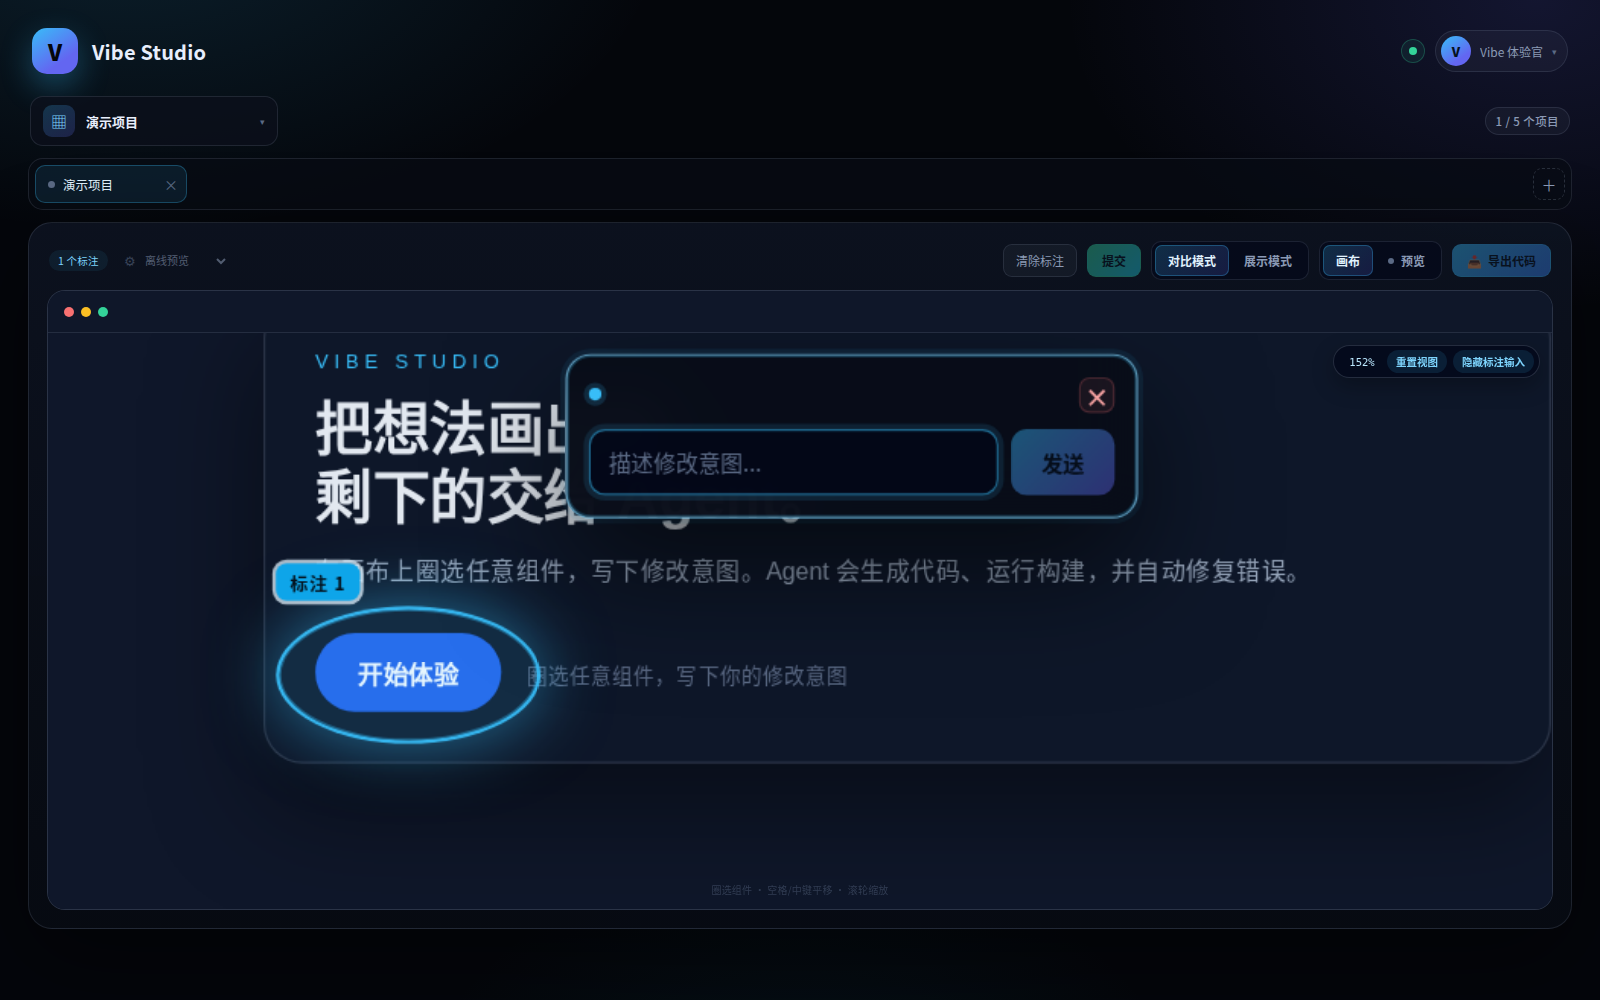 V
Vibe Studio
V
Vibe 体验官
演示项目
1 / 5 个项目
演示项目
1 个标注
离线预览
清除标注
提交
对比模式
展示模式
画布
预览
导出代码
152%
重置视图
隐藏标注输入
VIBE STUDIO
把想法画出
描述修改意图...
发送
剩下的交给 Agent。
标注 1
布上圈选任意组件，写下修改意图。Agent 会生成代码、运行构建，并自动修复错误。
开始体验
圈选任意组件，写下你的修改意图
圈选组件 · 空格/中键平移 · 滚轮缩放